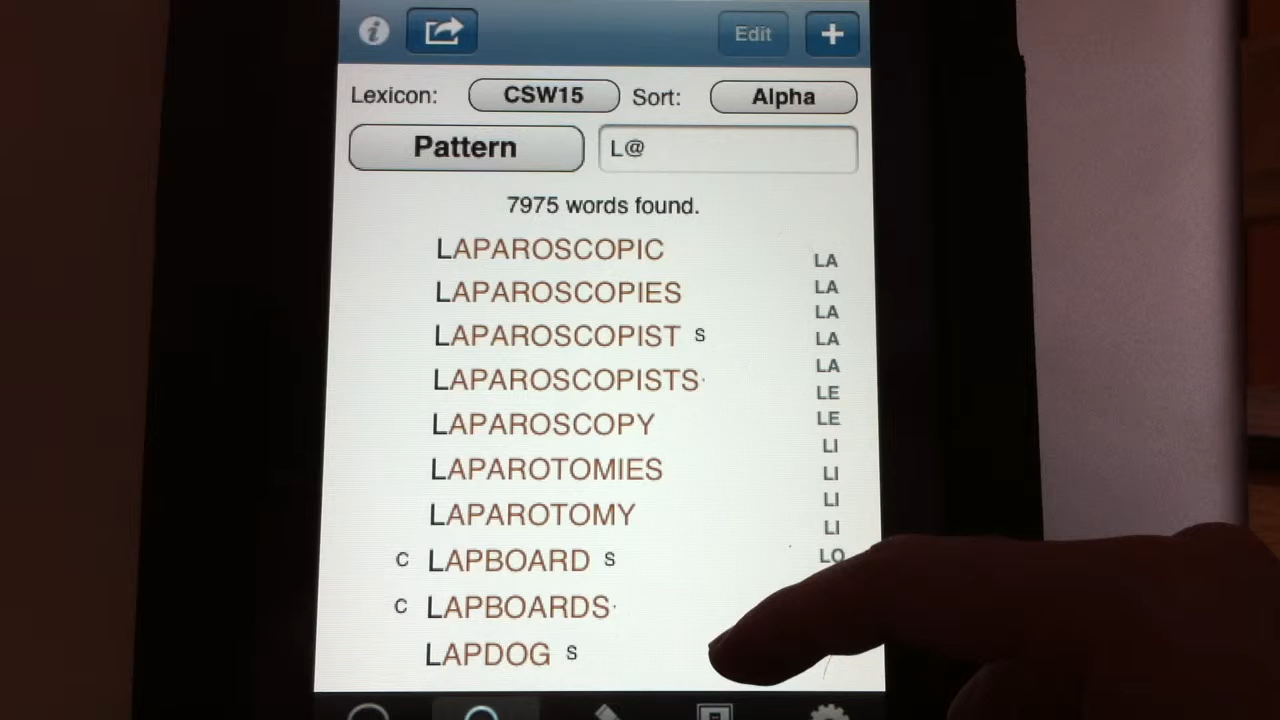 i Edit +
Lexicon: CSW15 Sort: Alpha
Pattern L@
7975 words found.
LAPAROSCOPIC
LAPAROSCOPIES
LAPAROSCOPIST S
LAPAROSCOPISTS·
LAPAROSCOPY
LAPAROTOMIES
LAPAROTOMY
C LAPBOARD S
C LAPBOARDS·
LAPDOG S
LA
LA
LA
LA
LA
LE
LE
LI
LI
LI
LI
LO